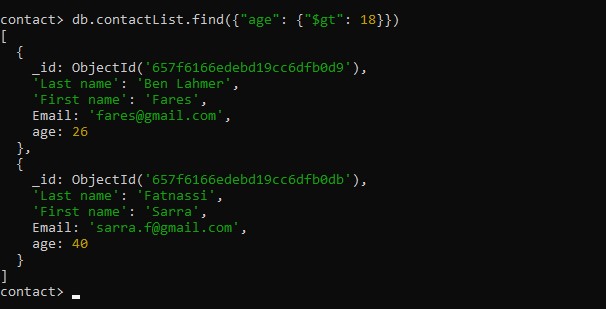 contact> db.contactList.find({"age": {"$gt": 18}})
[
  {
    _id: ObjectId('657f6166edebd19cc6dfb0d9'),
    'Last name': 'Ben Lahmer',
    'First name': 'Fares',
    Email: 'fares@gmail.com',
    age: 26
  },
  {
    _id: ObjectId('657f6166edebd19cc6dfb0db'),
    'Last name': 'Fatnassi',
    'First name': 'Sarra',
    Email: 'sarra.f@gmail.com',
    age: 40
  }
]
contact>